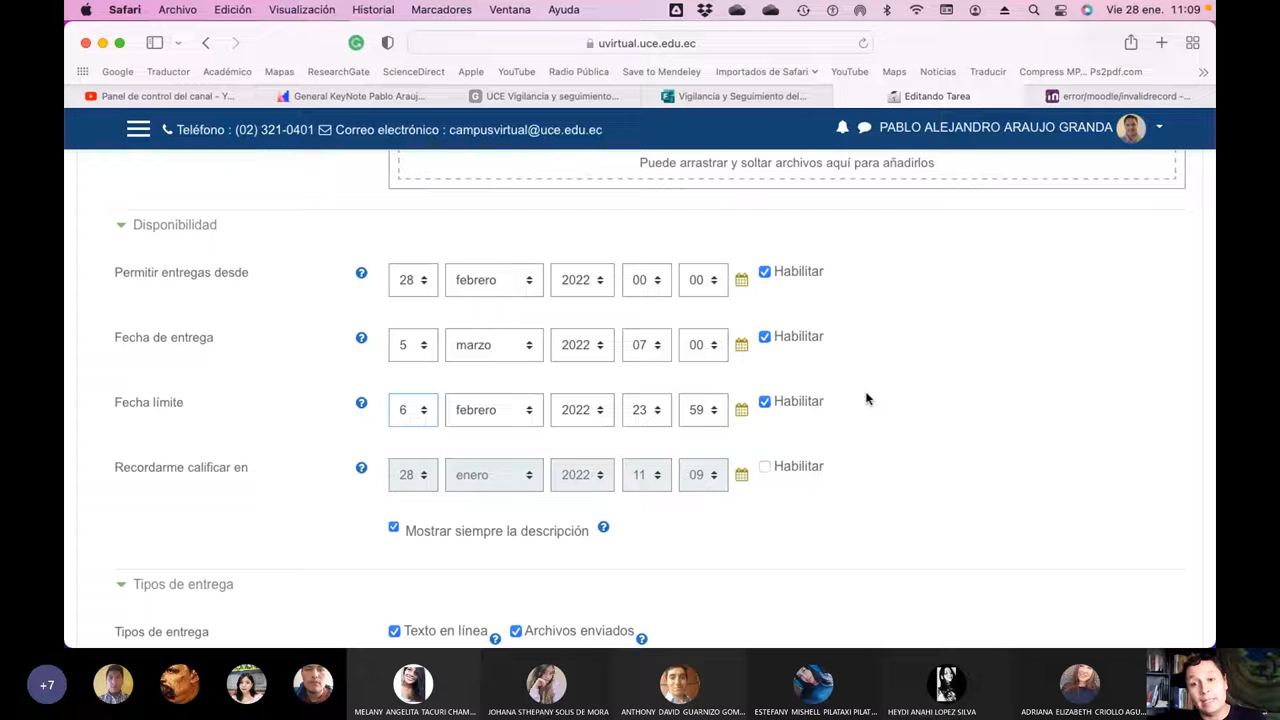 Safari Archivo Edición Visualización Historial Marcadores Ventana Ayuda Vie 28 ene. 11:09
uvirtual.uce.edu.ec
Google Traductor Académico Mapas ResearchGate ScienceDirect Apple YouTube Radio Pública Save to Mendeley Importados de Safari YouTube Maps Noticias Traducir Compress MP... Ps2pdf.com
Panel de control del canal - Y... General KeyNote Pablo Arauj... UCE Vigilancia y seguimiento... Vigilancia y Seguimiento del... Editando Tarea error/moodle/invalidrecord -...
Teléfono : (02) 321-0401 Correo electrónico : campusvirtual@uce.edu.ec PABLO ALEJANDRO ARAUJO GRANDA
Puede arrastrar y soltar archivos aquí para añadirlos
Disponibilidad
Permitir entregas desde 28 febrero 2022 00 00 Habilitar
Fecha de entrega 5 marzo 2022 07 00 Habilitar
Fecha límite 6 febrero 2022 23 59 Habilitar
Recordarme calificar en 28 enero 2022 11 09 Habilitar
Mostrar siempre la descripción
Tipos de entrega
Tipos de entrega Texto en línea Archivos enviados
+7
MELANY ANGELITA TACURI CHAM... JOHANA STHEPANY SOLIS DE MORA ANTHONY DAVID GUARNIZO GOM... ESTEFANY MISHELL PILATAXI PILAT... HEYDI ANAHI LOPEZ SILVA ADRIANA ELIZABETH CRIOLLO AGU...